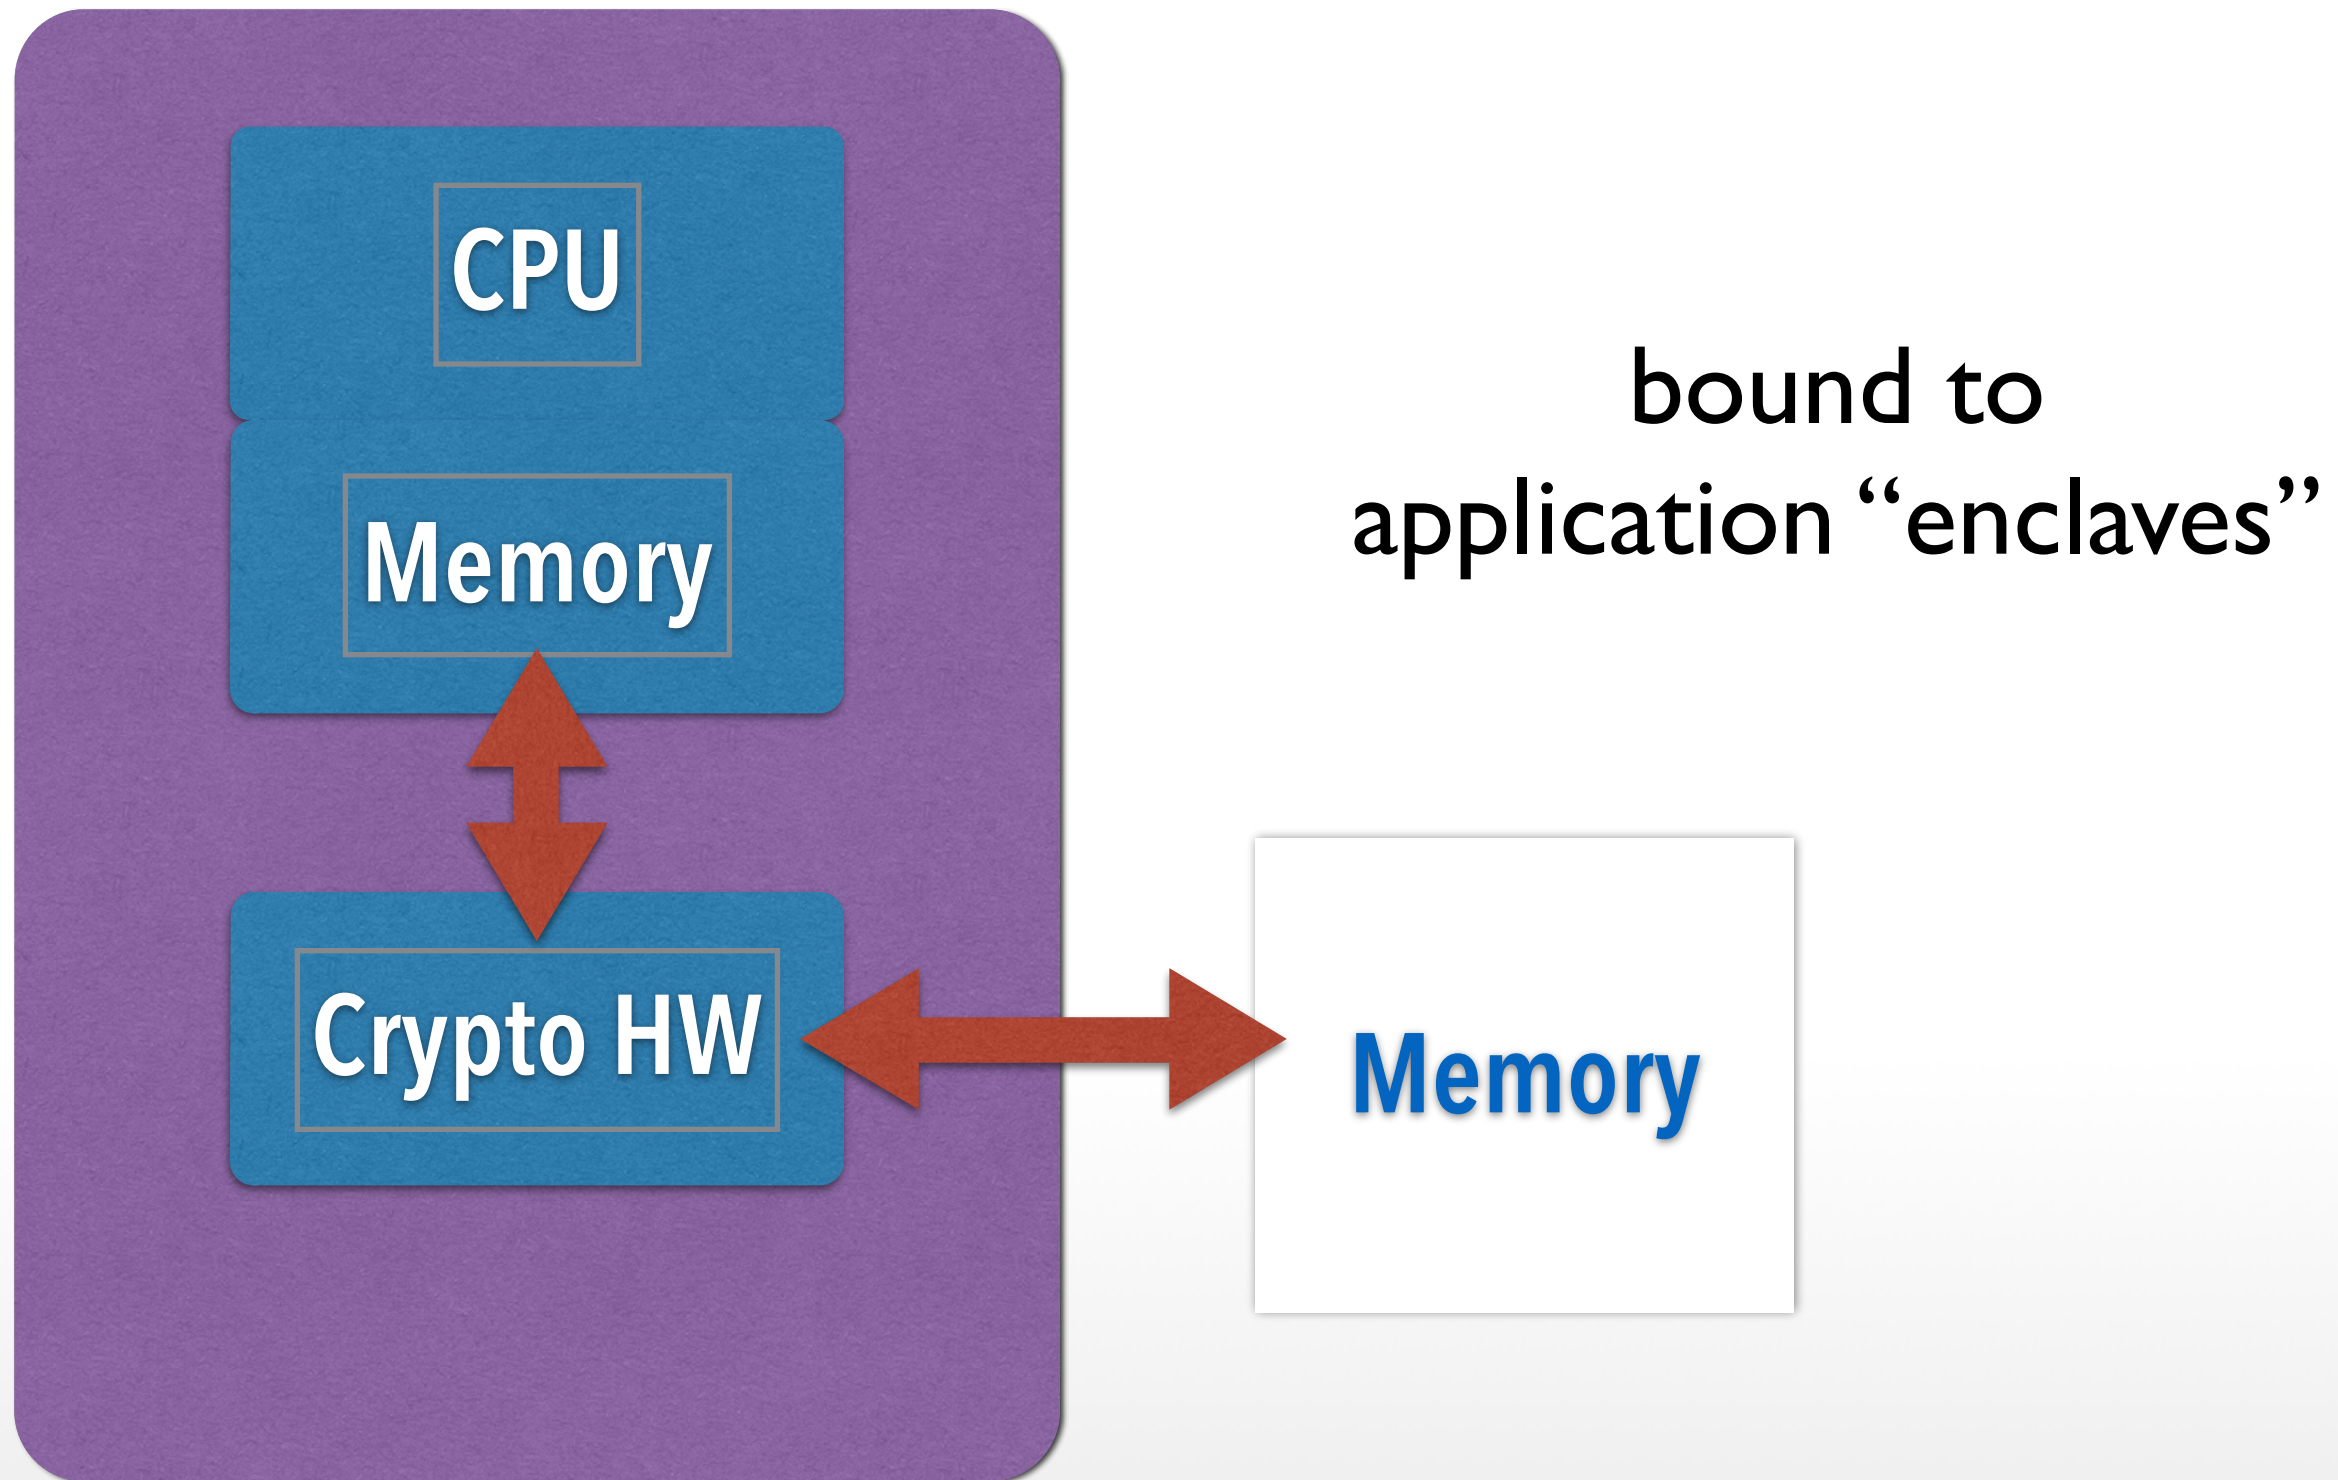 CPU
Memory
Crypto HW
bound to
application “enclaves”
Memory